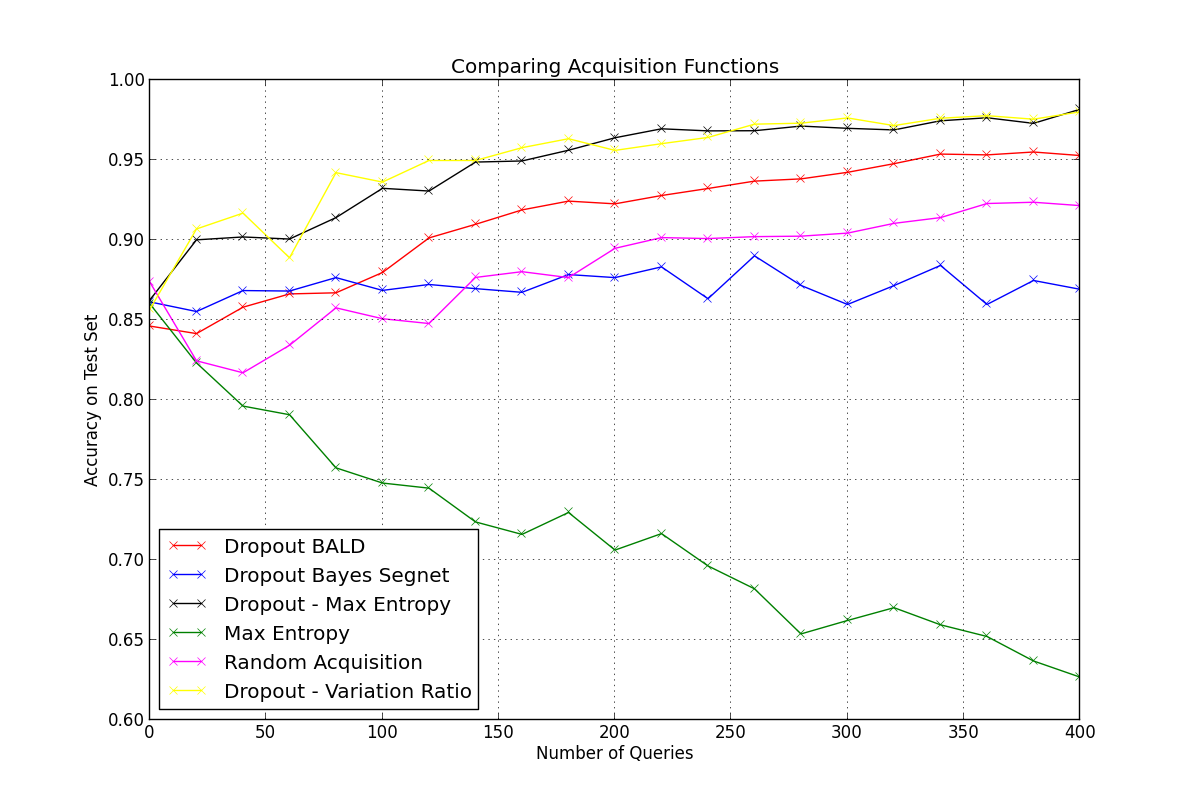 Comparing Acquisition Functions
1.00
0.95
0.90
0.85
0.80
0.75
0.70
0.65
0.60
Accuracy on Test Set
Dropout BALD
Dropout Bayes Segnet
Dropout - Max Entropy
Max Entropy
Random Acquisition
Dropout - Variation Ratio
0 50 100 150 200 250 300 350 400
Number of Queries